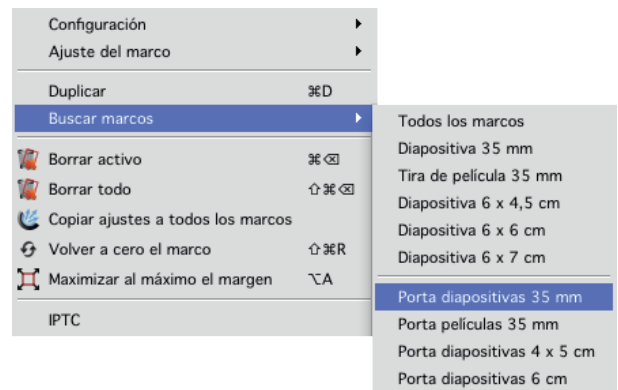 Configuración
Ajuste del marco
Duplicar ⌘D
Buscar marcos
Borrar activo ⌘⌫
Borrar todo ⇧⌘⌫
Copiar ajustes a todos los marcos
Volver a cero el marco ⇧⌘R
Maximizar al máximo el margen ⌥A
IPTC
Todos los marcos
Diapositiva 35 mm
Tira de película 35 mm
Diapositiva 6 x 4,5 cm
Diapositiva 6 x 6 cm
Diapositiva 6 x 7 cm
Porta diapositivas 35 mm
Porta películas 35 mm
Porta diapositivas 4 x 5 cm
Porta diapositivas 6 cm